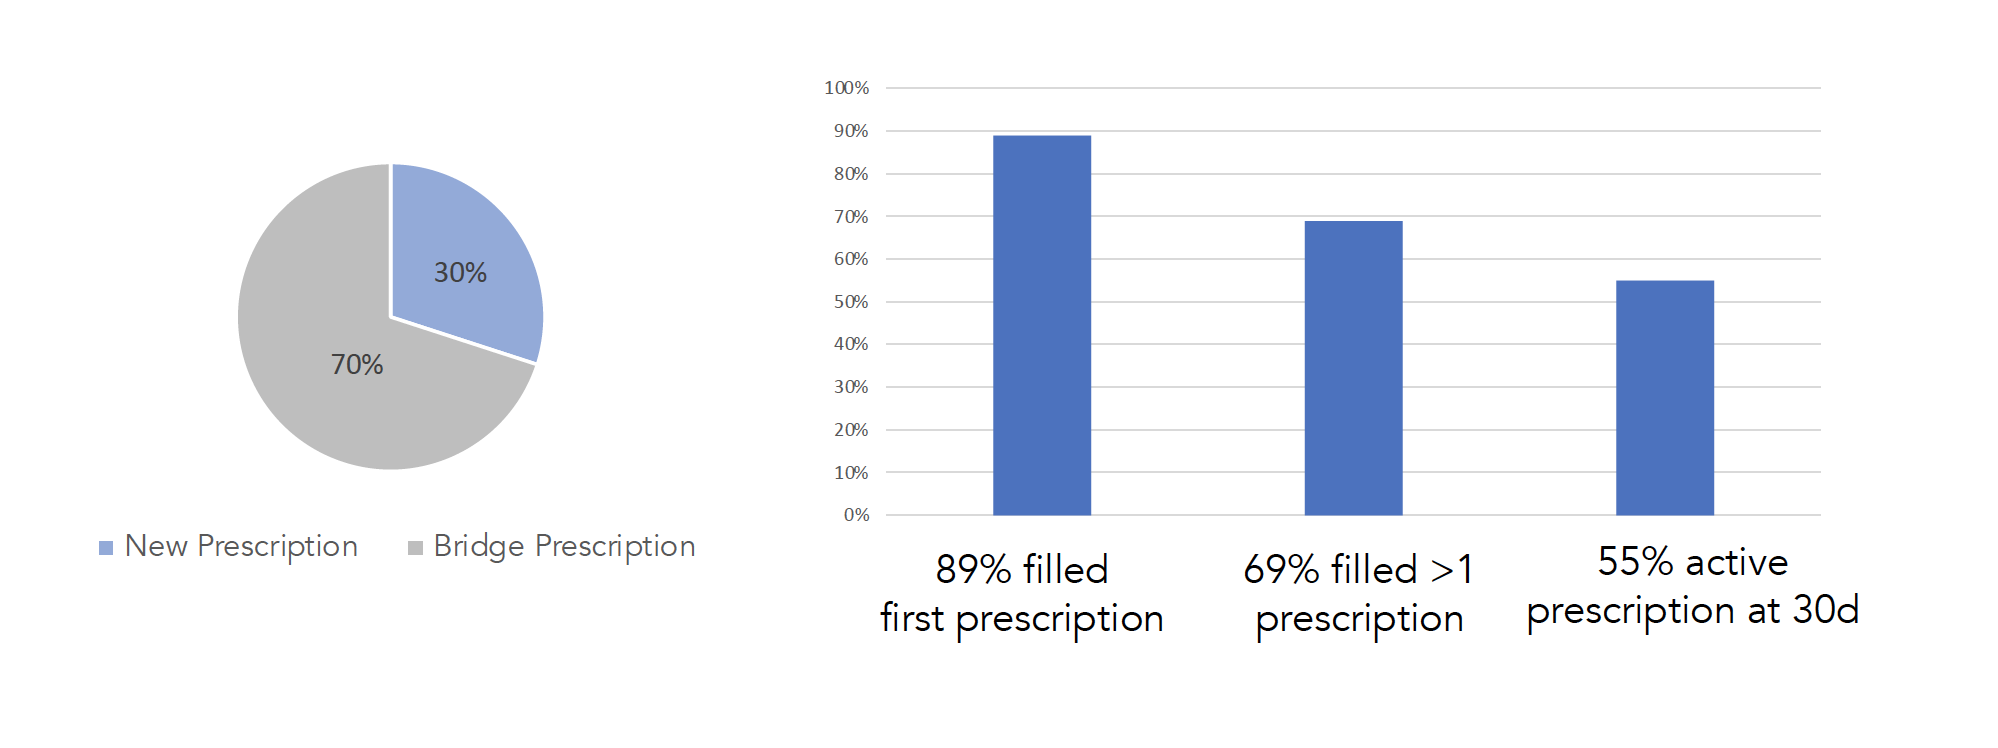 30%
70%
New Prescription
Bridge Prescription
100%
90%
80%
70%
60%
50%
40%
30%
20%
10%
0%
89% filled
first prescription
69% filled >1
prescription
55% active
prescription at 30d